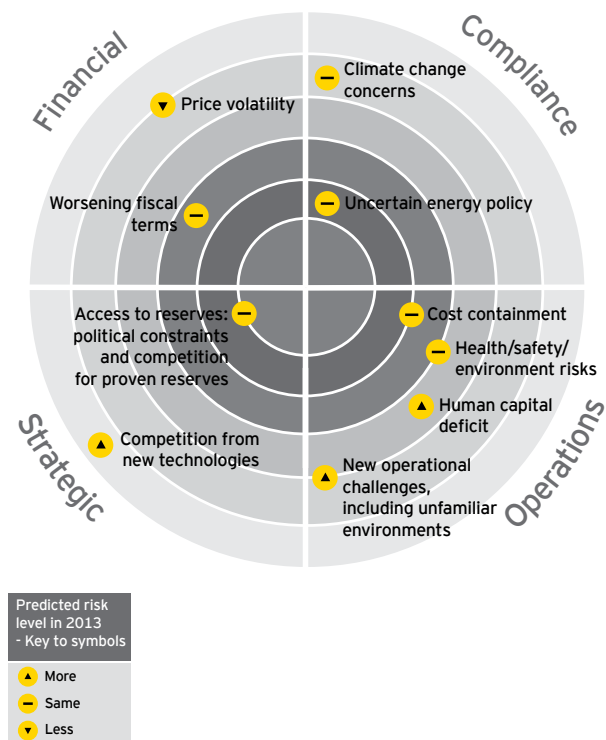 Financial
Compliance
Climate change
concerns
Price volatility
Worsening fiscal
terms
Uncertain energy policy
Access to reserves:
political constraints
and competition
for proven reserves
Cost containment
Health/safety/
environment risks
Human capital
deficit
Competition from
new technologies
New operational
challenges,
including unfamiliar
environments
Strategic
Operations
Predicted risk
level in 2013
- Key to symbols
More
Same
Less